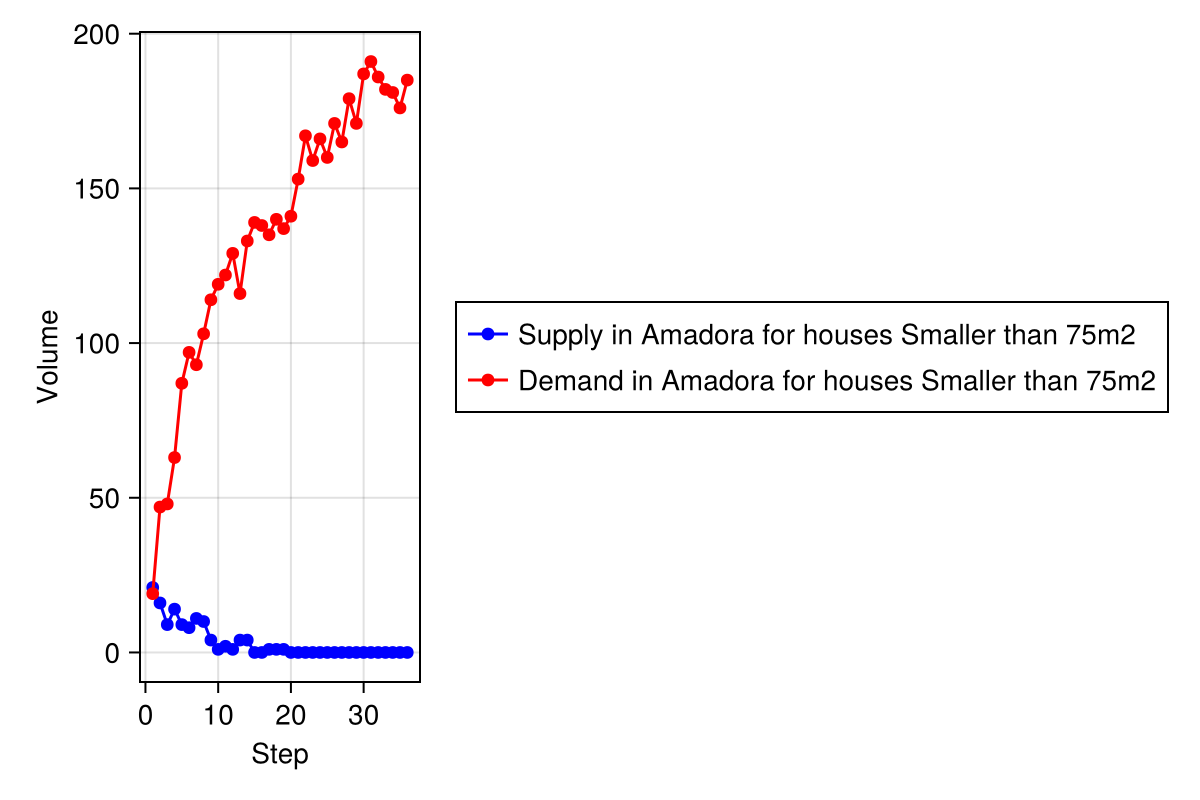 200
150
100
50
0
Volume
0 10 20 30
Step
Supply in Amadora for houses Smaller than 75m2
Demand in Amadora for houses Smaller than 75m2